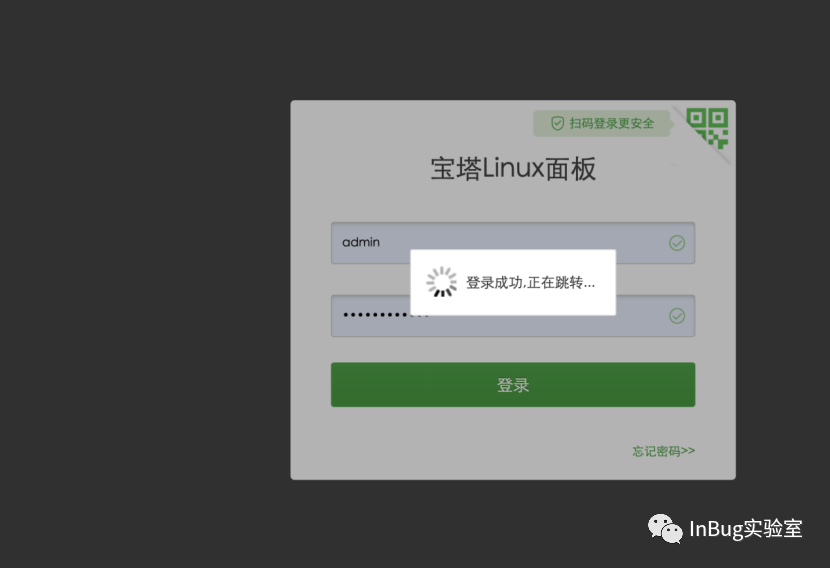 扫码登录更安全
宝塔Linux面板
admin
登录成功,正在跳转...
登录
忘记密码>>
InBug实验室